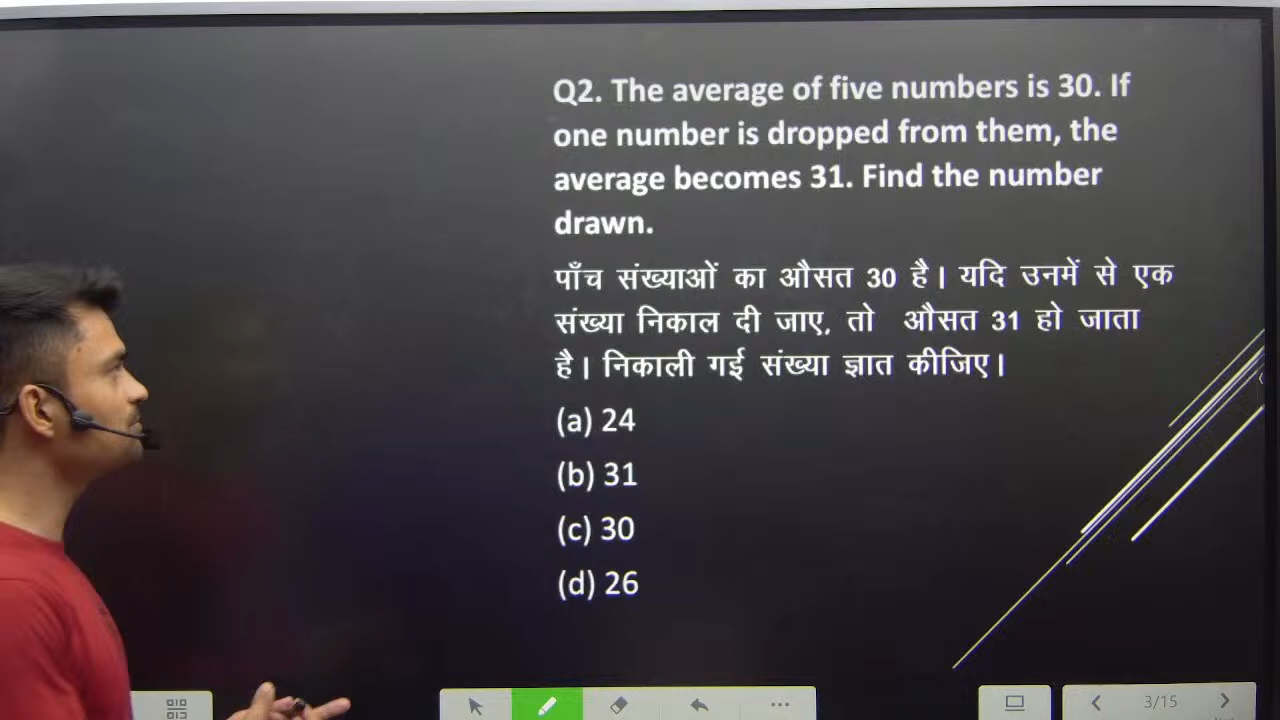 Q2. The average of five numbers is 30. If
one number is dropped from them, the
average becomes 31. Find the number
drawn.
पाँच संख्याओं का औसत 30 है। यदि उनमें से एक
संख्या निकाल दी जाए, तो औसत 31 हो जाता
है। निकाली गई संख्या ज्ञात कीजिए।
(a) 24
(b) 31
(c) 30
(d) 26
3/15